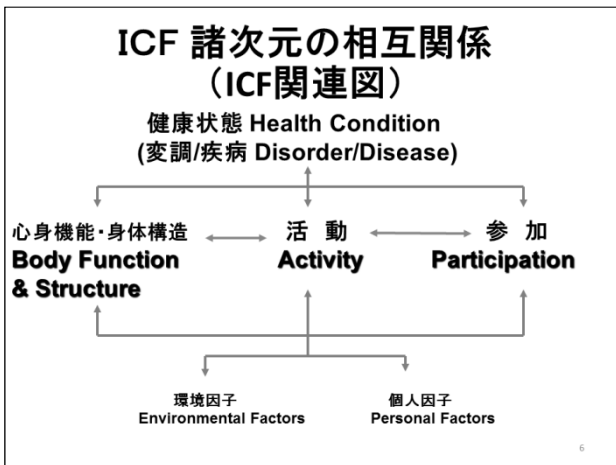 ICF 諸次元の相互関係
（ICF関連図）
健康状態 Health Condition
(変調/疾病 Disorder/Disease)
心身機能・身体構造
Body Function
& Structure
活 動
Activity
参 加
Participation
環境因子
Environmental Factors
個人因子
Personal Factors
6